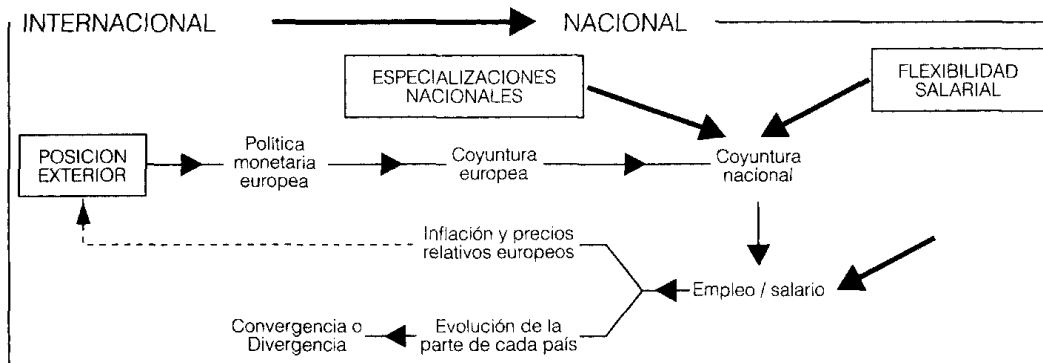 INTERNACIONAL
NACIONAL
ESPECIALIZACIONES
NACIONALES
FLEXIBILIDAD
SALARIAL
POSICION
EXTERIOR
Política
monetaria
europea
Coyuntura
europea
Coyuntura
nacional
Inflación y precios
relativos europeos
Empleo / salario
Convergencia o
Divergencia
Evolución de la
parte de cada país